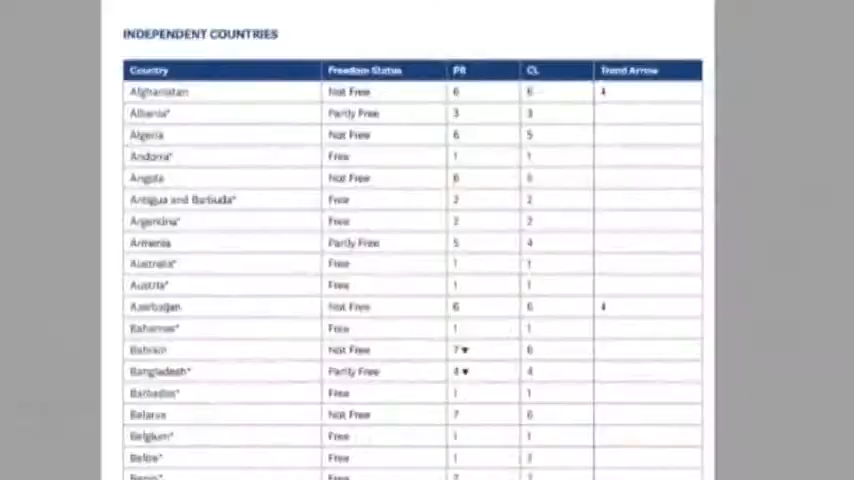 INDEPENDENT COUNTRIES
Country Freedom Status PR CL Trend Arrow
Afghanistan Not Free 6 6 ⬇
Albania* Partly Free 3 3
Algeria Not Free 6 5
Andorra* Free 1 1
Angola Not Free 6
Antigua and Barbuda* Free 2 2
Argentina* Free 2 2
Armenia Partly Free 5 4
Australia* Free 1 1
Austria* Free 1 1
Azerbaijan Not Free 6 6 ⬇
Bahamas* Free 1 1
Bahrain Not Free 7▼ 6
Bangladesh* Partly Free 4▼ 4
Barbados* Free 1 1
Belarus Not Free 7 6
Belgium* Free 1 1
Belize* Free 1